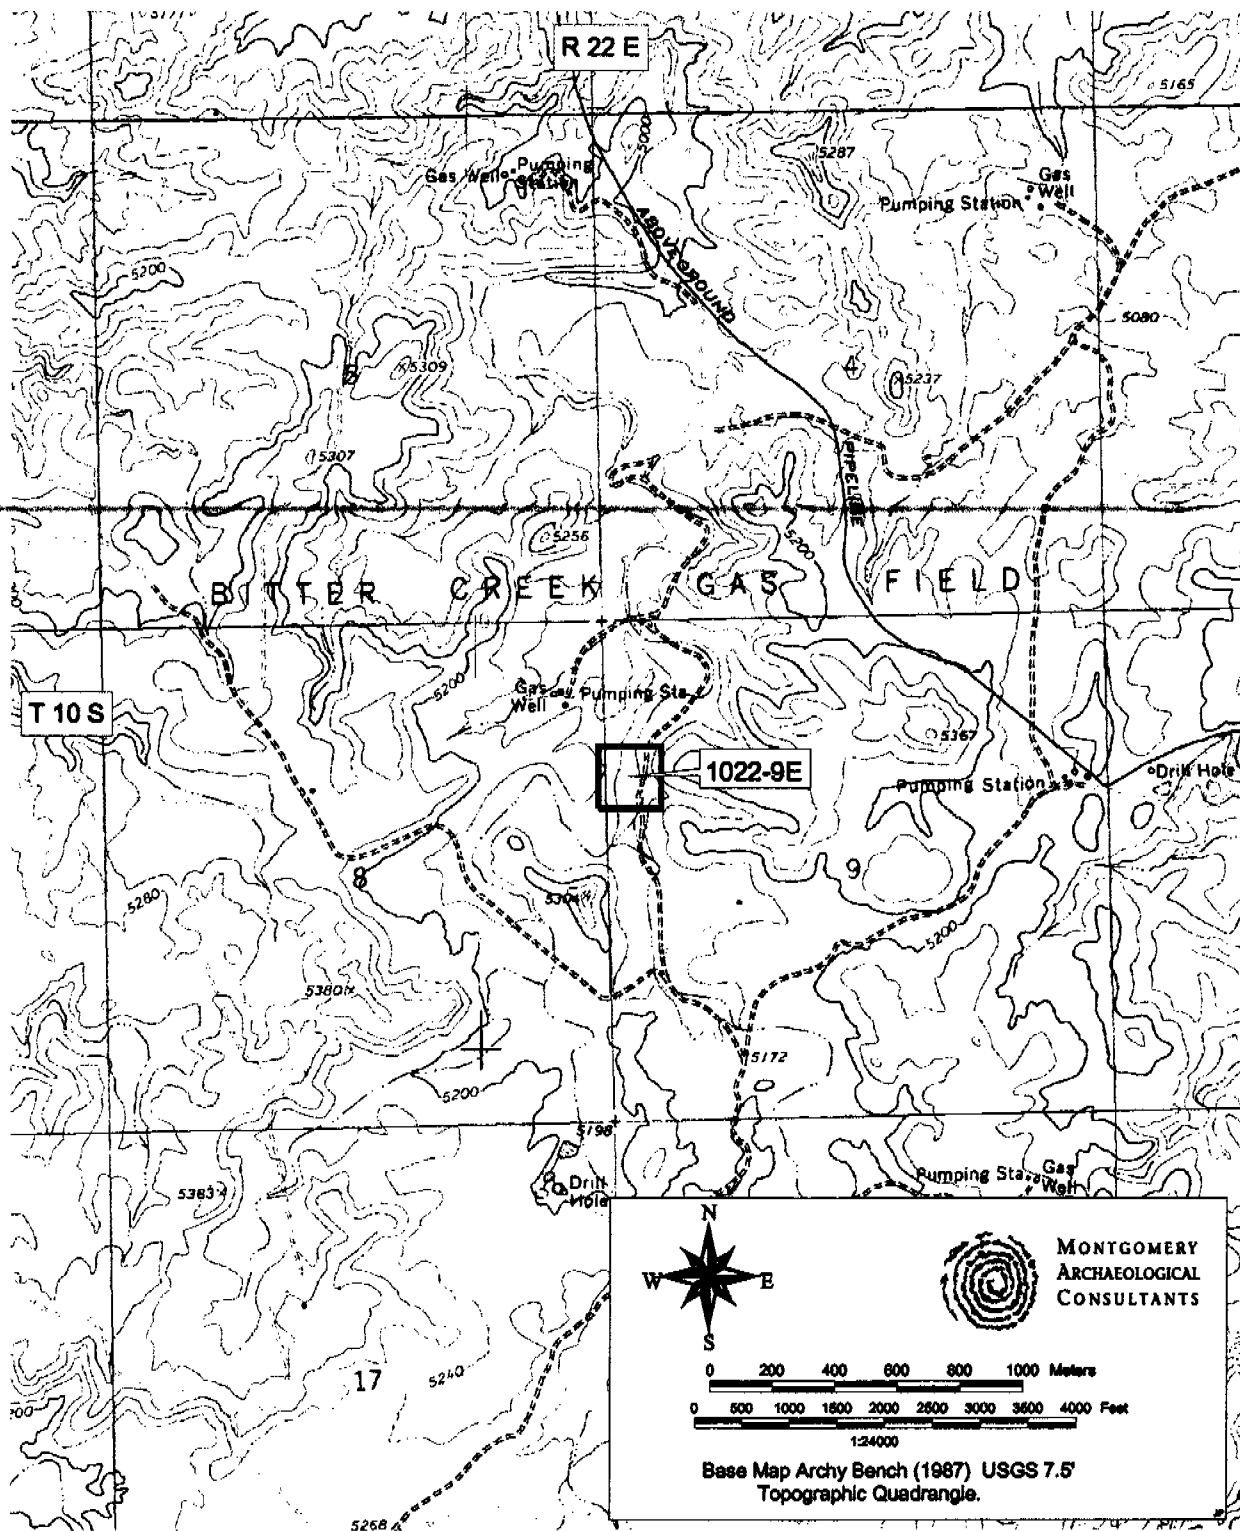 R 22 E
5165
5000
5287
Gas Well
Pumping
Station
Gas
Well
Pumping Station
ABOVE GROUND
5200
5080
5309
4
5237
5307
PIPELINE
5256
5200
BITTER CREEK GAS FIELD
5200
T 10 S
Gas
Well
Pumping Sta
5367
1022-9E
Pumping Station
Drill Hole
8
9
5280
5304
5200
5380
5172
5200
5198
Drill
Hole
Pumping Sta
Gas
Well
5383
N
W E
S
MONTGOMERY
ARCHAEOLOGICAL
CONSULTANTS
0 200 400 600 800 1000 Meters
0 500 1000 1500 2000 2500 3000 3500 4000 Feet
1:24000
Base Map Archy Bench (1987) USGS 7.5'
Topographic Quadrangle.
17
5240
5268